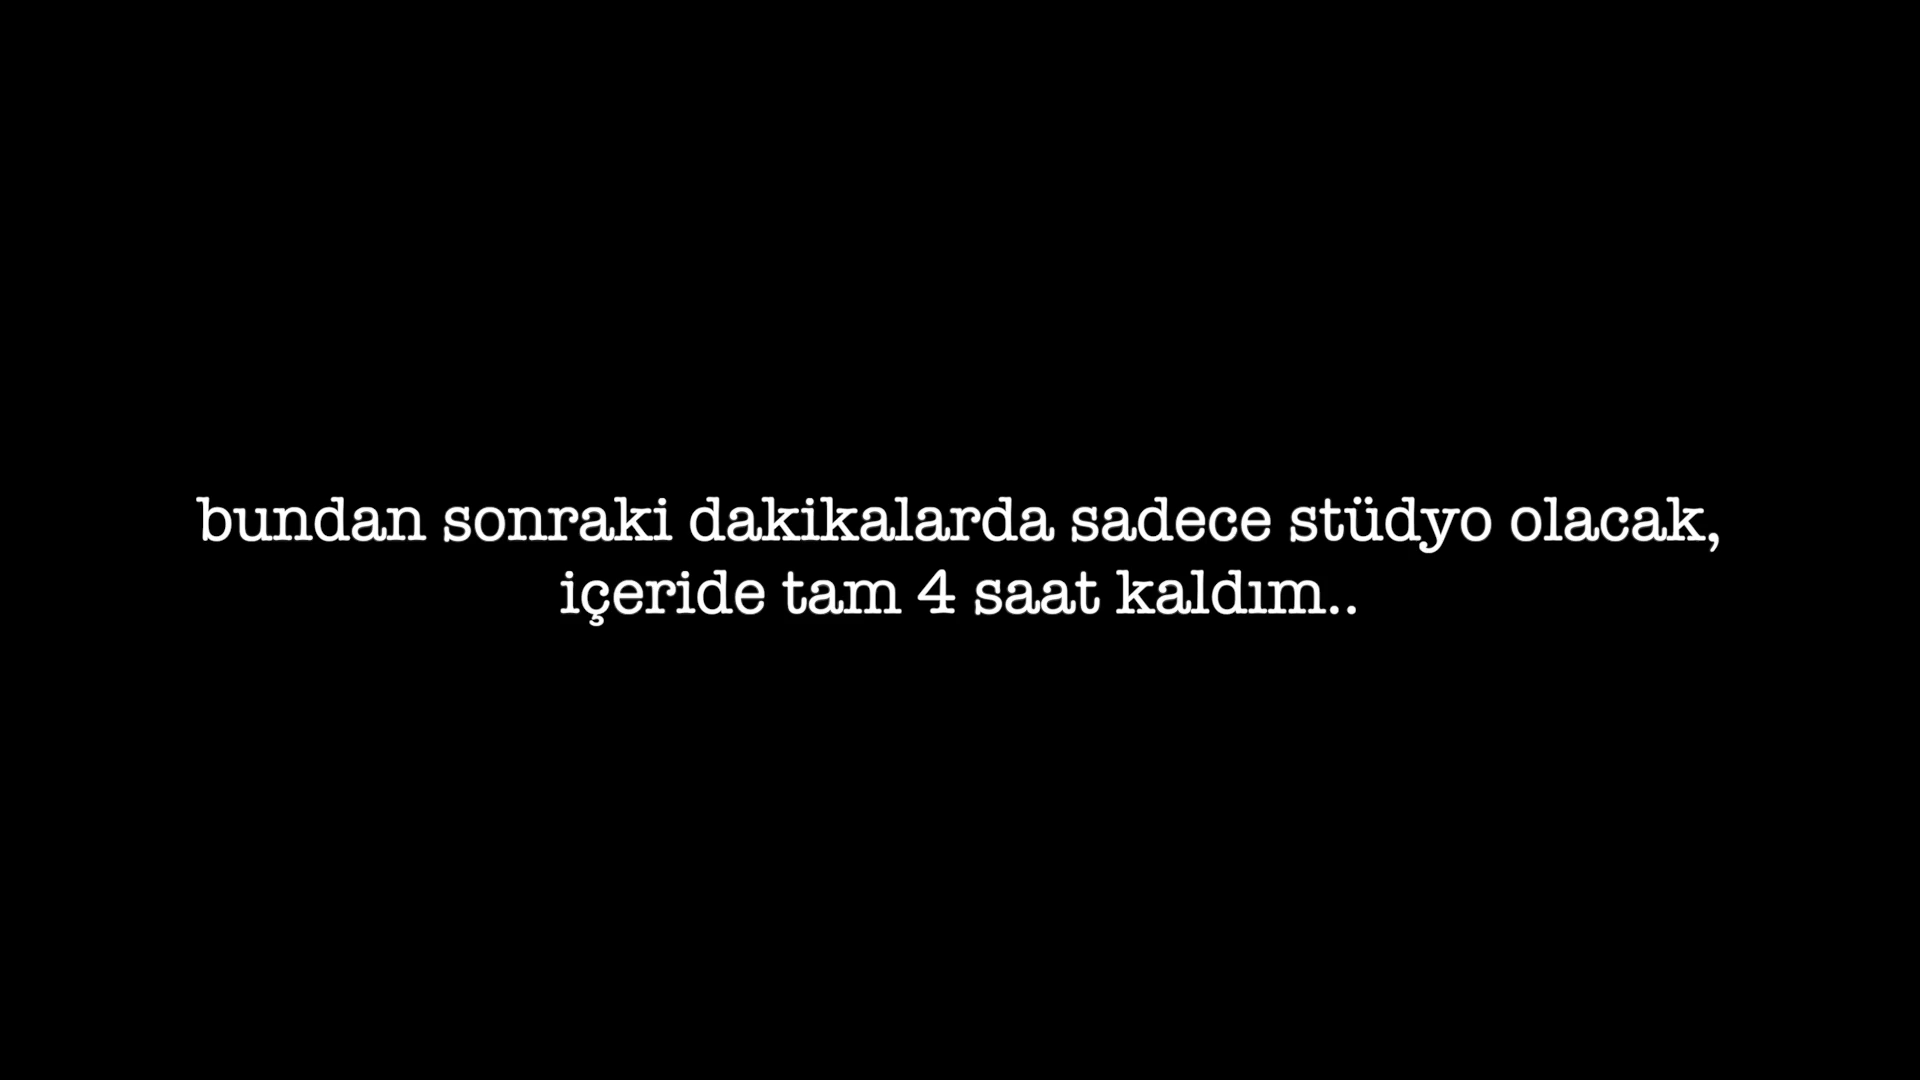 bundan sonraki dakikalarda sadece stüdyo olacak,
içeride tam 4 saat kaldım..